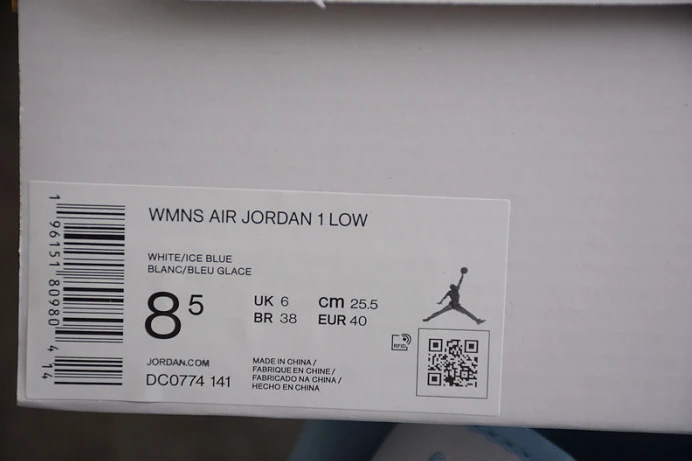 WMNS AIR JORDAN 1 LOW
WHITE/ICE BLUE
BLANC/BLEU GLACE
8 5
UK 6 cm 25.5
BR 38 EUR 40
RFID
JORDAN.COM
DC0774 141
MADE IN CHINA /
FABRIQUE EN CHINE /
FABRICADO NA CHINA /
HECHO EN CHINA
1 96151 80980 414